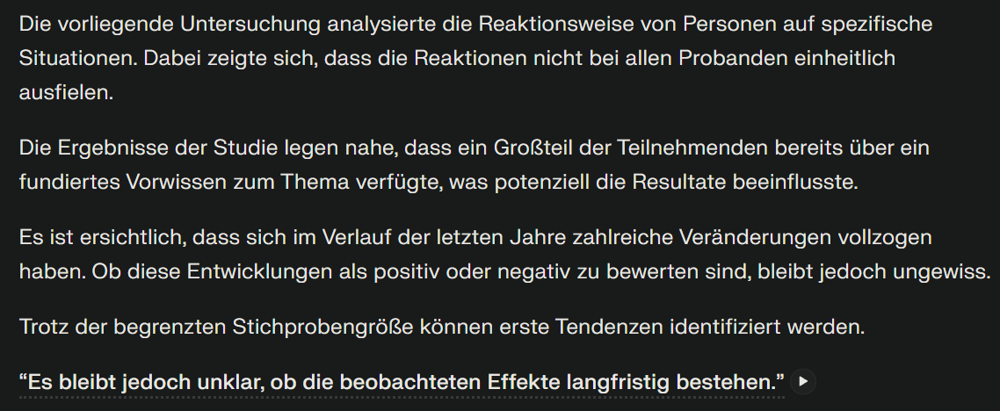 Die vorliegende Untersuchung analysierte die Reaktionsweise von Personen auf spezifische
Situationen. Dabei zeigte sich, dass die Reaktionen nicht bei allen Probanden einheitlich
ausfielen.
Die Ergebnisse der Studie legen nahe, dass ein Großteil der Teilnehmenden bereits über ein
fundiertes Vorwissen zum Thema verfügte, was potenziell die Resultate beeinflusste.
Es ist ersichtlich, dass sich im Verlauf der letzten Jahre zahlreiche Veränderungen vollzogen
haben. Ob diese Entwicklungen als positiv oder negativ zu bewerten sind, bleibt jedoch ungewiss.
Trotz der begrenzten Stichprobengröße können erste Tendenzen identifiziert werden.
“Es bleibt jedoch unklar, ob die beobachteten Effekte langfristig bestehen.”